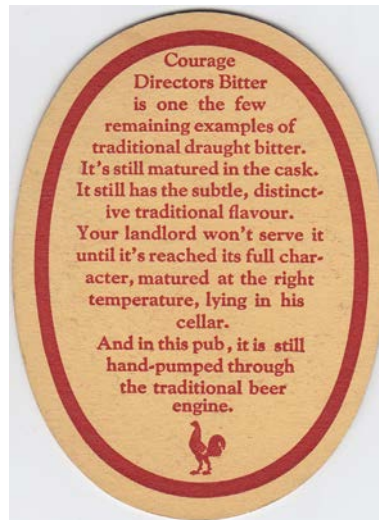 Courage
Directors Bitter
is one the few
remaining examples of
traditional draught bitter.
It's still matured in the cask.
It still has the subtle, distinct-
ive traditional flavour.
Your landlord won't serve it
until it's reached its full char-
acter, matured at the right
temperature, lying in his
cellar.
And in this pub, it is still
hand-pumped through
the traditional beer
engine.